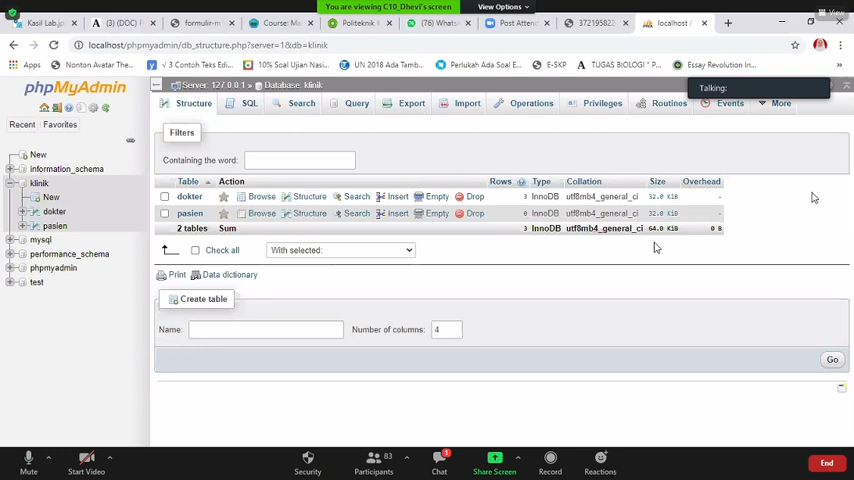 You are viewing C10_Dhevi's screen View Options
View
Kasil Lab.jp (DOC) F formulir-m Course: Ma Politeknik (76) Whats Post Attend 372195822 localhost /
localhost/phpmyadmin/db_structure.php?server=1&db=klinik
Apps Nonton Avatar The. 3 Contoh Teks Edi. 10% Soal Ujian Nasi... UN 2018 Ada Tamb... Perlukah Ada Soal E... E-SKP TUGAS BIOLOGI "P... Essay Revolution In...
phpMyAdmin
Server: 127.0.0.1 » Database: klinik
Talking:
Structure SQL Search Query Export Import Operations Privileges Routines Events More
Recent Favorites
New
information_schema
klinik
New
dokter
pasien
mysql
performance_schema
phpmyadmin
test
Filters
Containing the word:
Table Action Rows Type Collation Size Overhead
dokter Browse Structure Search Insert Empty Drop 3 InnoDB utf8mb4_general_ci 32.0 KiB -
pasien Browse Structure Search Insert Empty Drop 0 InnoDB utf8mb4_general_ci 32.0 KiB -
2 tables Sum 3 InnoDB utf8mb4_general_ci 64.0 KiB 0 B
Check all With selected:
Print Data dictionary
Create table
Name: Number of columns: 4
Go
Mute Start Video Security Participants 83 Chat 1 Share Screen Record Reactions End